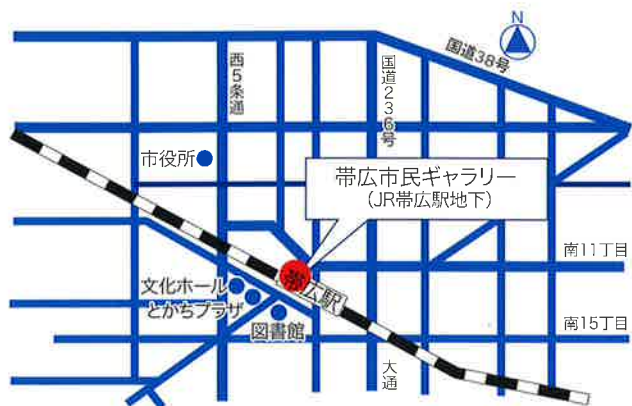 N
国道38号
西5条通
国道236号
市役所
帯広市民ギャラリー
(JR帯広駅地下)
南11丁目
帯広駅
文化ホール
とかちプラザ
図書館
南15丁目
大通